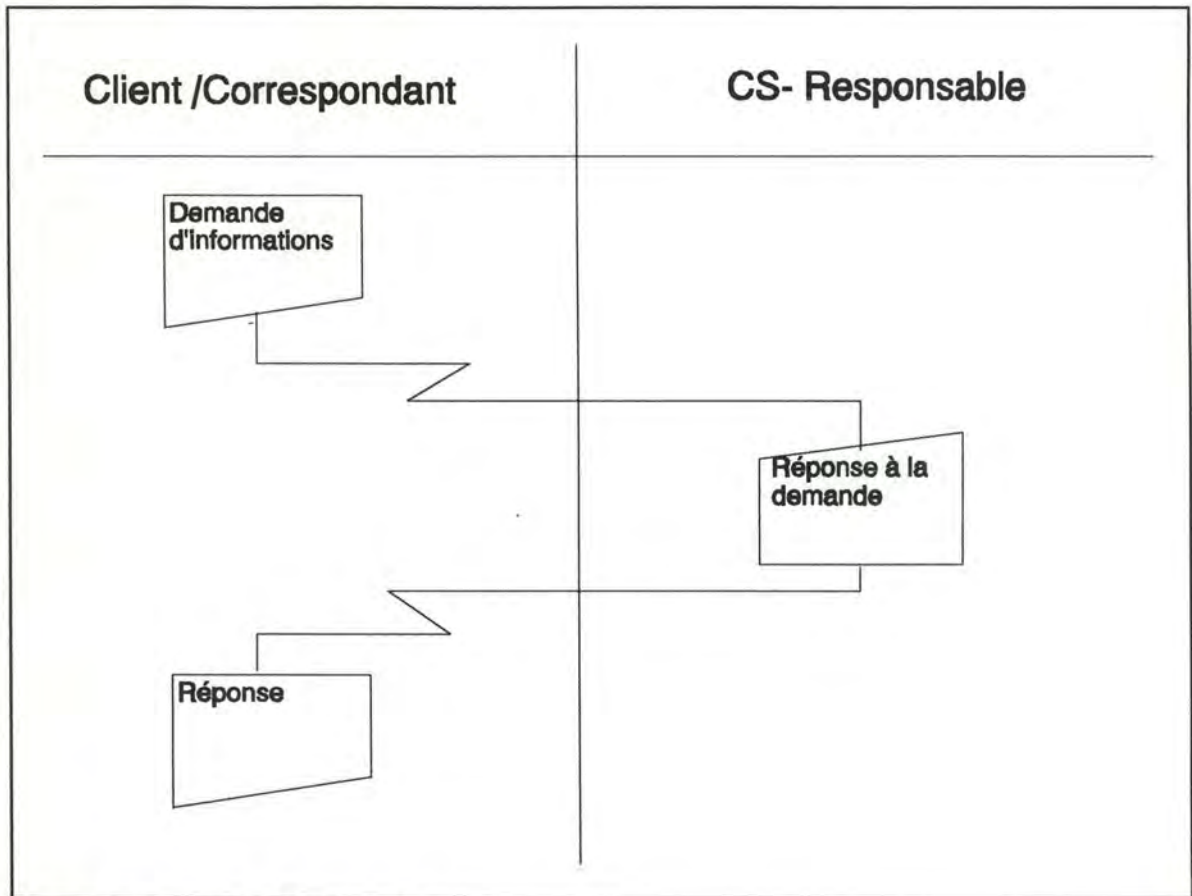 Client /Correspondant
CS- Responsable
Demande
d'informations
Réponse à la
demande
Réponse